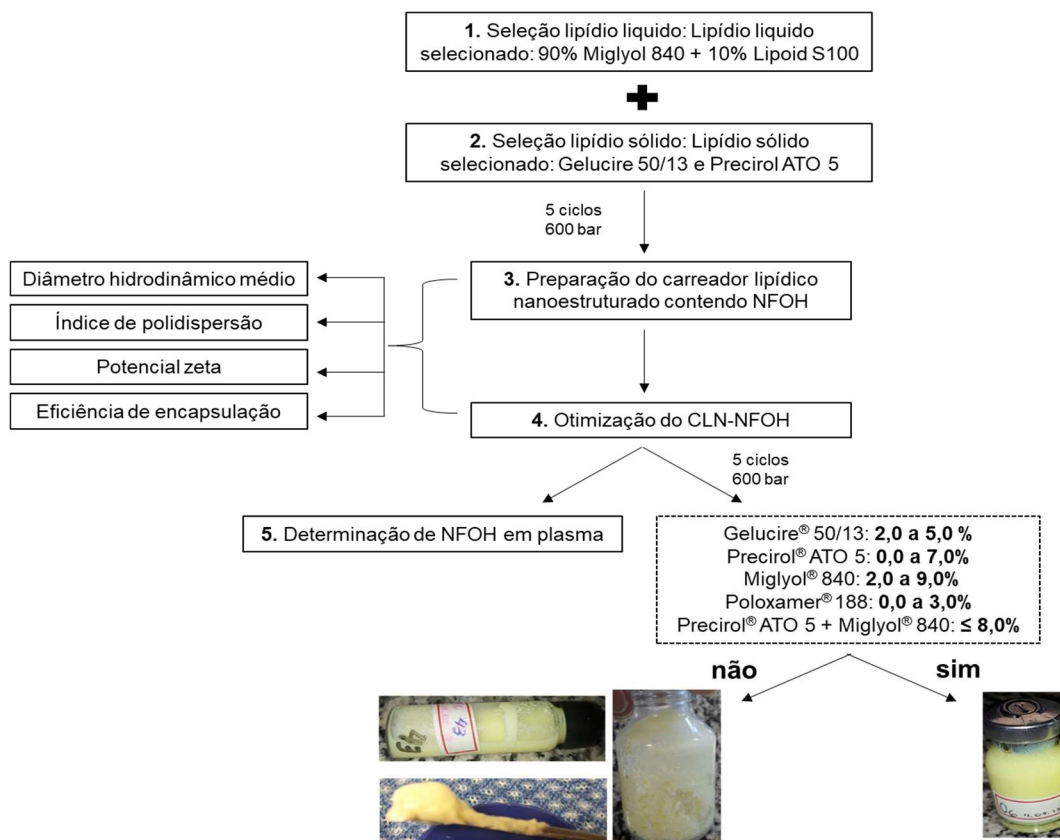 1. Seleção lipídio liquido: Lipídio liquido
selecionado: 90% Miglyol 840 + 10% Lipoid S100
2. Seleção lipídio sólido: Lipídio sólido
selecionado: Gelucire 50/13 e Precirol ATO 5
5 ciclos
600 bar
3. Preparação do carreador lipídico
nanoestruturado contendo NFOH
Diâmetro hidrodinâmico médio
Índice de polidispersão
Potencial zeta
Eficiência de encapsulação
4. Otimização do CLN-NFOH
5 ciclos
600 bar
5. Determinação de NFOH em plasma
Gelucire® 50/13: 2,0 a 5,0 %
Precirol® ATO 5: 0,0 a 7,0%
Miglyol® 840: 2,0 a 9,0%
Poloxamer® 188: 0,0 a 3,0%
Precirol® ATO 5 + Miglyol® 840: ≤ 8,0%
não
sim
43
43
06